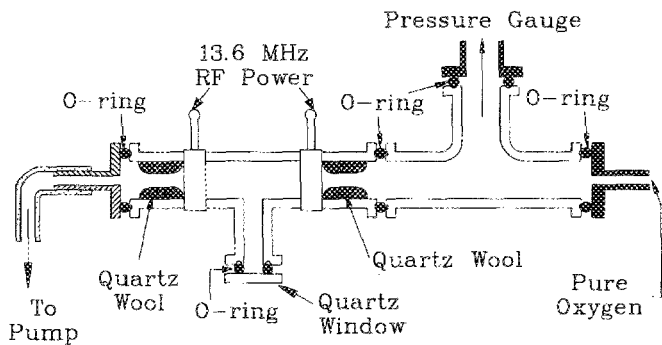 Pressure Gauge
13.6 MHz
RF Power
O-ring
O-ring
O-ring
Quartz
Wool
Quartz Wool
To
Pump
O-ring
Quartz
Window
Pure
Oxygen